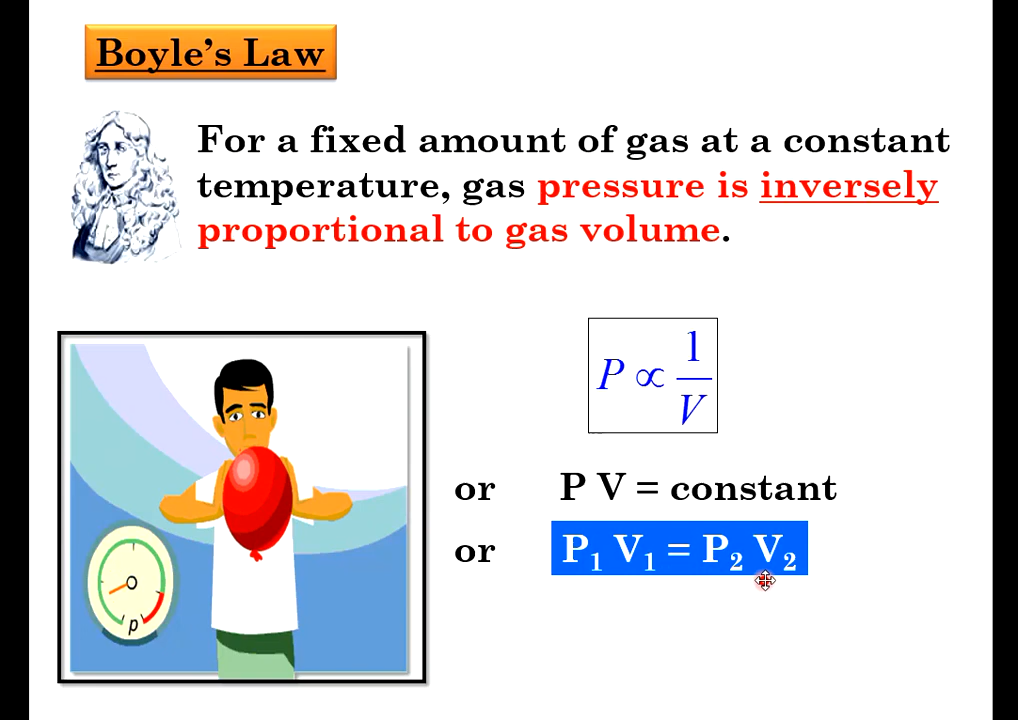 Boyle's Law
For a fixed amount of gas at a constant
temperature, gas pressure is inversely
proportional to gas volume.
P ∝ 1/V
or P V = constant
or P₁ V₁ = P₂ V₂
p